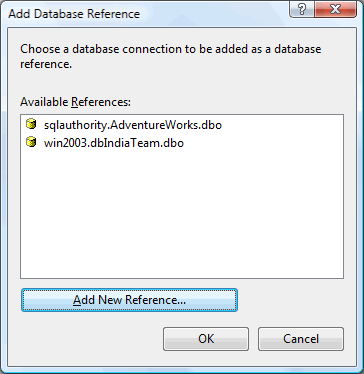 Add Database Reference
Choose a database connection to be added as a database
reference.
Available References:
sqlauthority.AdventureWorks.dbo
win2003.dbIndiaTeam.dbo
Add New Reference...
OK Cancel